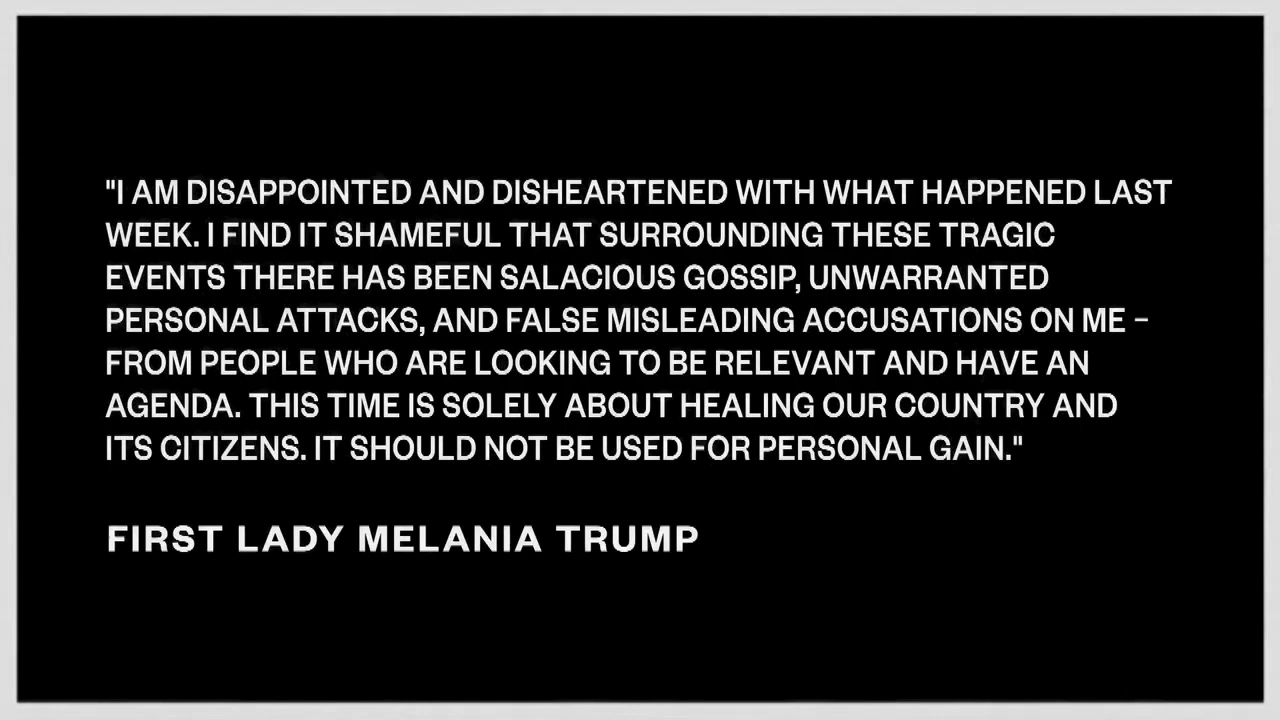 "I AM DISAPPOINTED AND DISHEARTENED WITH WHAT HAPPENED LAST
WEEK. I FIND IT SHAMEFUL THAT SURROUNDING THESE TRAGIC
EVENTS THERE HAS BEEN SALACIOUS GOSSIP, UNWARRANTED
PERSONAL ATTACKS, AND FALSE MISLEADING ACCUSATIONS ON ME –
FROM PEOPLE WHO ARE LOOKING TO BE RELEVANT AND HAVE AN
AGENDA. THIS TIME IS SOLELY ABOUT HEALING OUR COUNTRY AND
ITS CITIZENS. IT SHOULD NOT BE USED FOR PERSONAL GAIN."
FIRST LADY MELANIA TRUMP